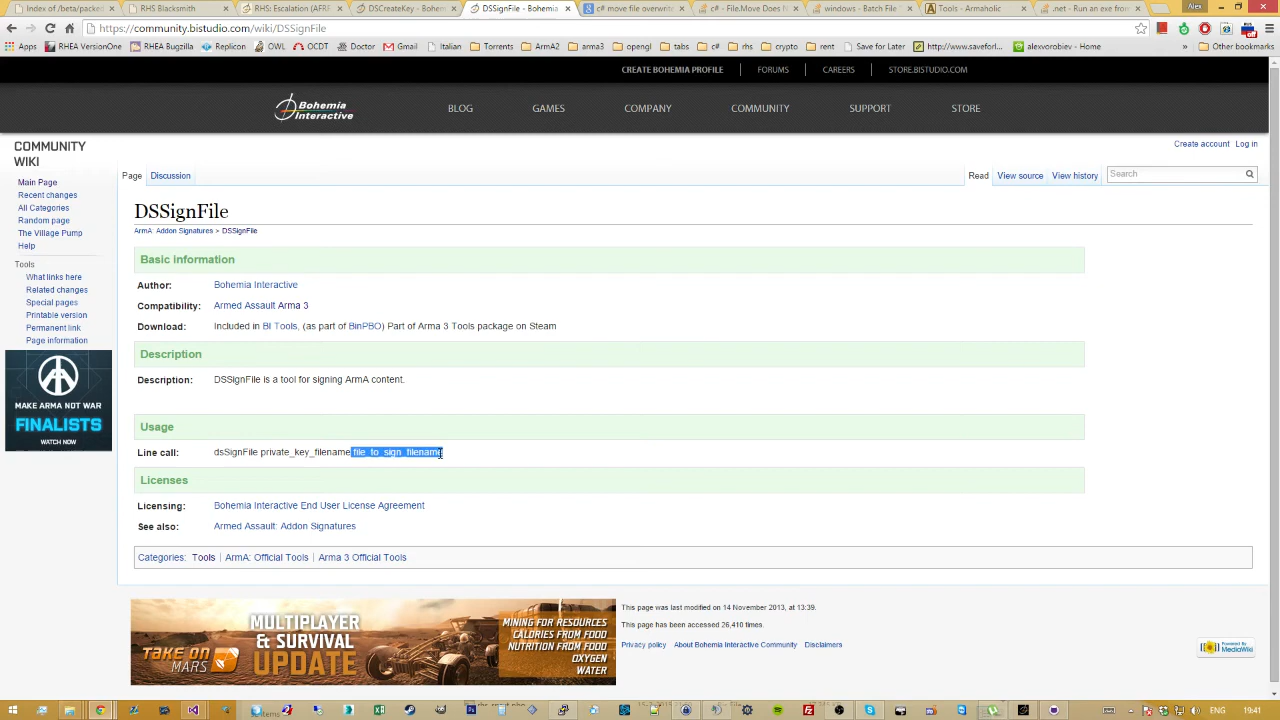 Index of /beta/packed
RHS Blacksmith
RHS: Escalation (AFRF
DSCreateKey - Bohem
DSSignFile - Bohemia
c# move file overwrite
c# - File.Move Does N
windows - Batch File
Tools - Armaholic
.net - Run an exe from
Alex
https://community.bistudio.com/wiki/DSSignFile
Apps
RHEA VersionOne
RHEA Bugzilla
Replicon
OWL
OCDT
Doctor
Gmail
Italian
Torrents
ArmA2
arma3
opengl
tabs
c#
rhs
crypto
rent
Save for Later
http://www.saveforl
alexvorobiev - Home
»
Other bookmarks
CREATE BOHEMIA PROFILE
FORUMS
CAREERS
STORE.BISTUDIO.COM
Bohemia Interactive
BLOG
GAMES
COMPANY
COMMUNITY
SUPPORT
STORE
COMMUNITY
WIKI
Create account
Log in
Page
Discussion
Read
View source
View history
Search
Main Page
Recent changes
All Categories
Random page
The Village Pump
Help
Tools
What links here
Related changes
Special pages
Printable version
Permanent link
Page information
MAKE ARMA NOT WAR
FINALISTS
WATCH NOW
DSSignFile
ArmA: Addon Signatures > DSSignFile
Basic information
Author: Bohemia Interactive
Compatibility: Armed Assault Arma 3
Download: Included in BI Tools, (as part of BinPBO) Part of Arma 3 Tools package on Steam
Description
Description: DSSignFile is a tool for signing ArmA content.
Usage
Line call: dsSignFile private_key_filename file_to_sign_filename
Licenses
Licensing: Bohemia Interactive End User License Agreement
See also: Armed Assault: Addon Signatures
Categories: Tools | ArmA: Official Tools | Arma 3 Official Tools
MULTIPLAYER
& SURVIVAL
UPDATE
TAKE ON
MARS
MINING FOR RESOURCES
CALORIES FROM FOOD
NUTRITION FROM FOOD
OXYGEN
WATER
This page was last modified on 14 November 2013, at 13:39.
This page has been accessed 26,410 times.
Privacy policy
About Bohemia Interactive Community
Disclaimers
Powered By
MediaWiki
19:41